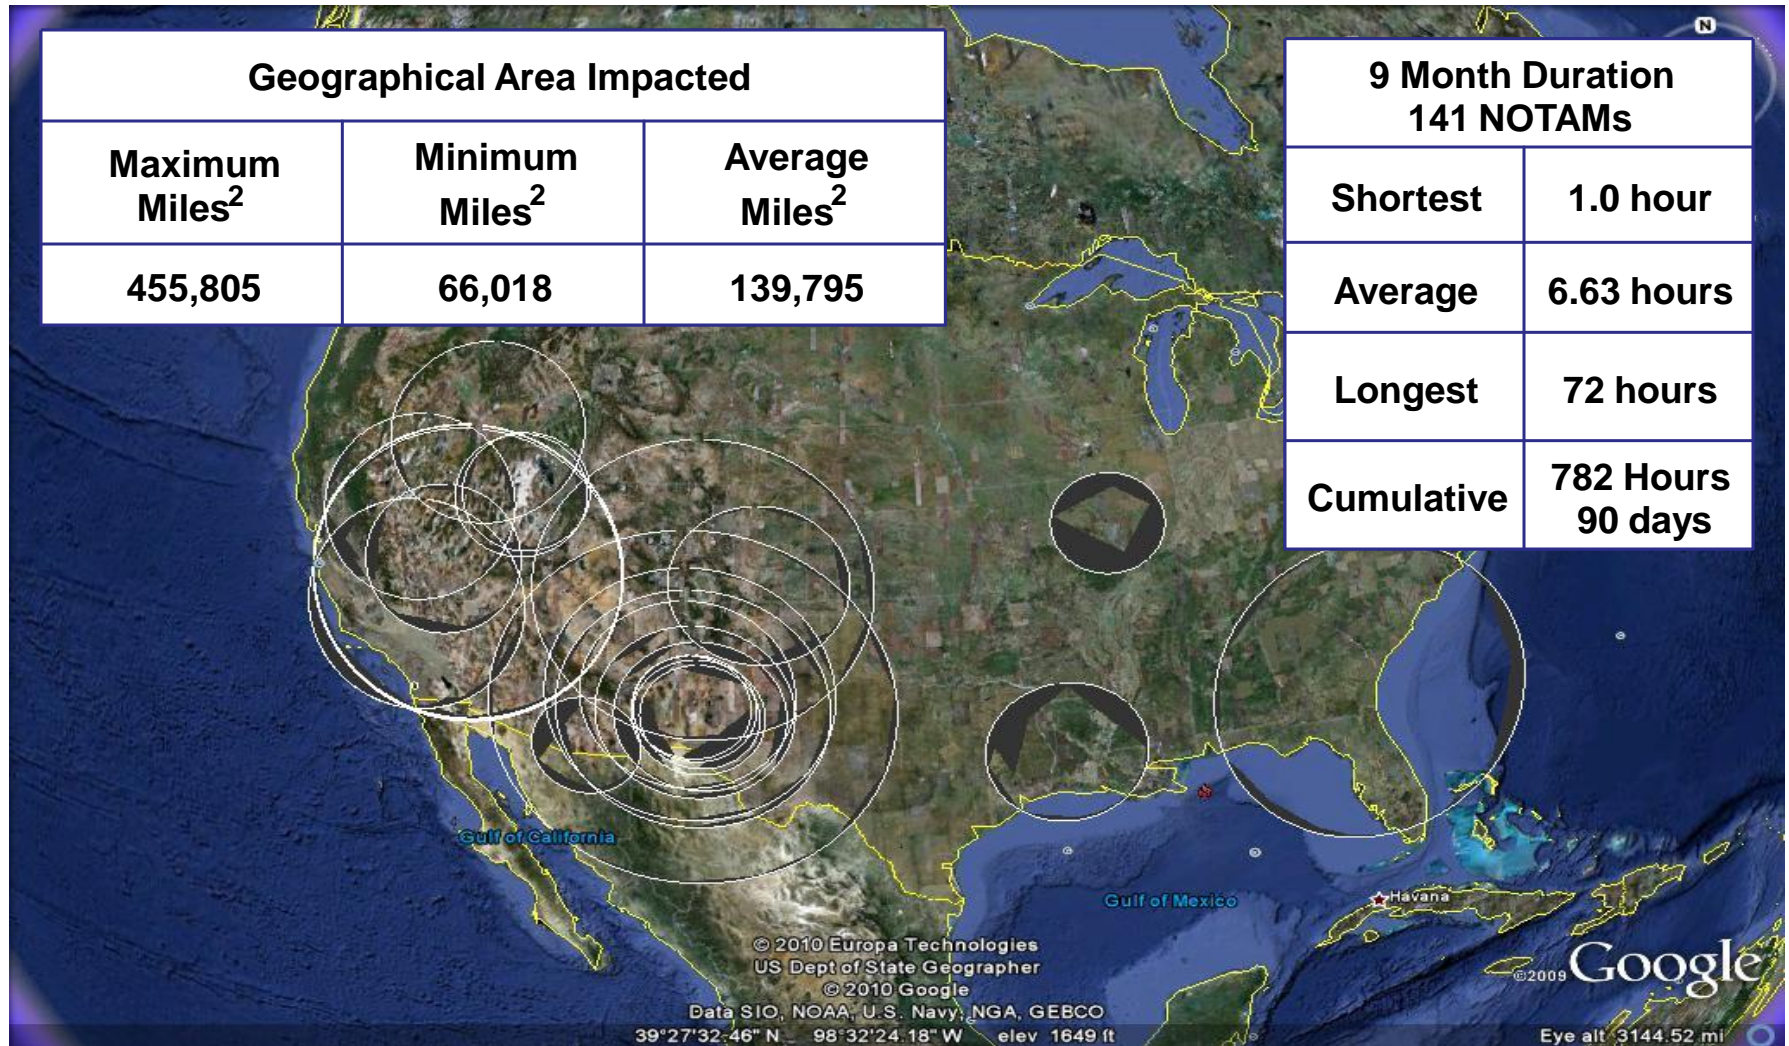 N
Geographical Area Impacted
Maximum
Miles2
Minimum
Miles2
Average
Miles2
455,805
66,018
139,795
9 Month Duration
141 NOTAMs
Shortest
1.0 hour
Average
6.63 hours
Longest
72 hours
Cumulative
782 Hours
90 days
Gulf of California
Gulf of Mexico
Havana
© 2010 Europa Technologies
US Dept of State Geographer
© 2010 Google
Data SIO, NOAA, U.S. Navy, NGA, GEBCO
©2009 Google
39°27'32.46" N 98°32'24.18" W elev 1649 ft
Eye alt 3144.52 mi